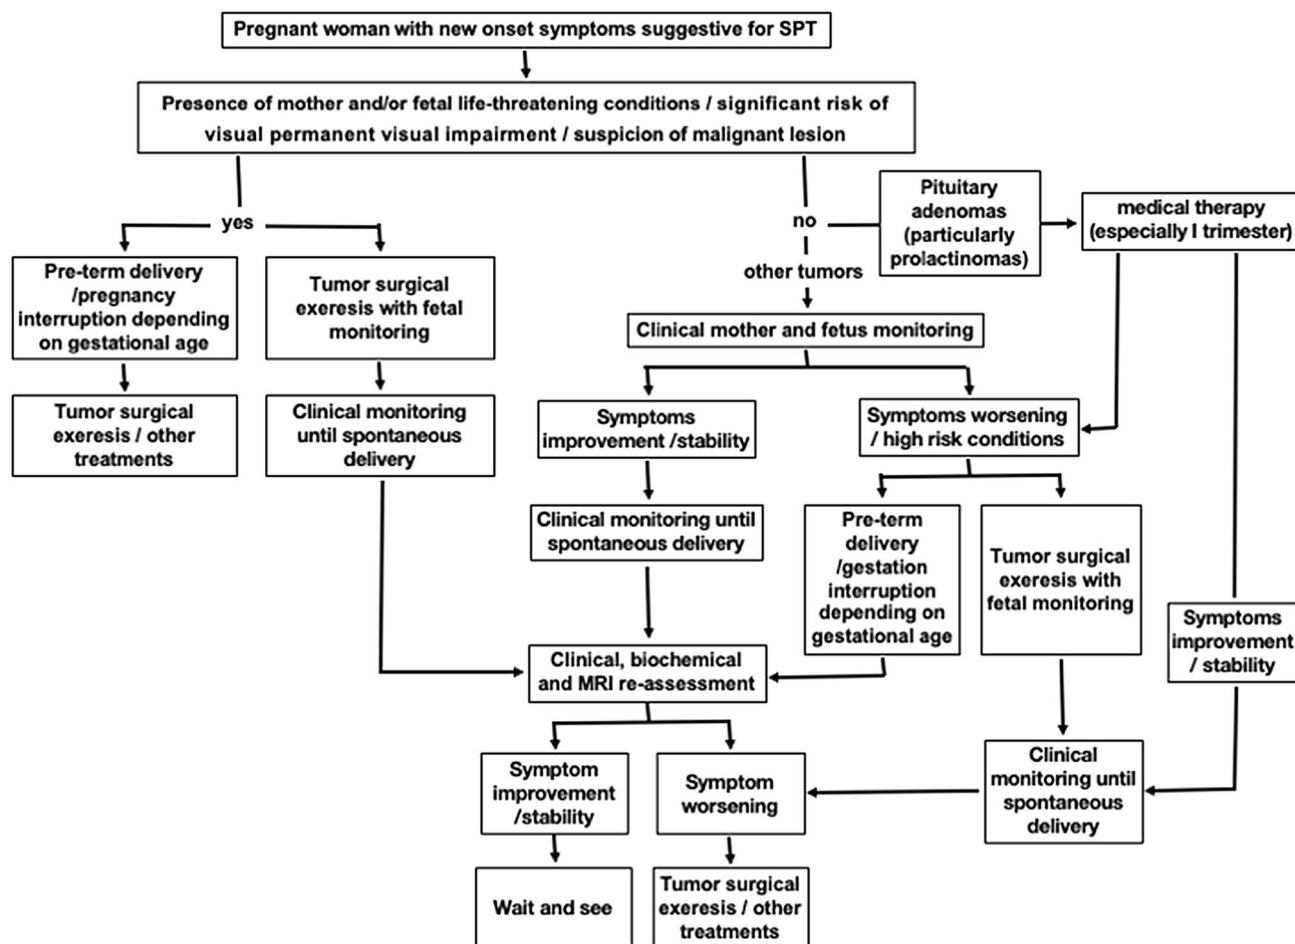 Pregnant woman with new onset symptoms suggestive for SPT
Presence of mother and/or fetal life-threatening conditions / significant risk of
visual permanent visual impairment / suspicion of malignant lesion
yes
no
Pituitary
adenomas
(particularly
prolactinomas)
medical therapy
(especially I trimester)
other tumors
Pre-term delivery
/pregnancy
interruption depending
on gestational age
Tumor surgical
exeresis with fetal
monitoring
Clinical mother and fetus monitoring
Tumor surgical
exeresis / other
treatments
Clinical monitoring
until spontaneous
delivery
Symptoms
improvement /stability
Symptoms worsening
/ high risk conditions
Clinical monitoring until
spontaneous delivery
Pre-term
delivery
/gestation
interruption
depending on
gestational age
Tumor surgical
exeresis with
fetal monitoring
Symptoms
improvement
/ stability
Clinical, biochemical
and MRI re-assessment
Symptom
improvement
/stability
Symptom
worsening
Clinical
monitoring until
spontaneous
delivery
Wait and see
Tumor surgical
exeresis / other
treatments